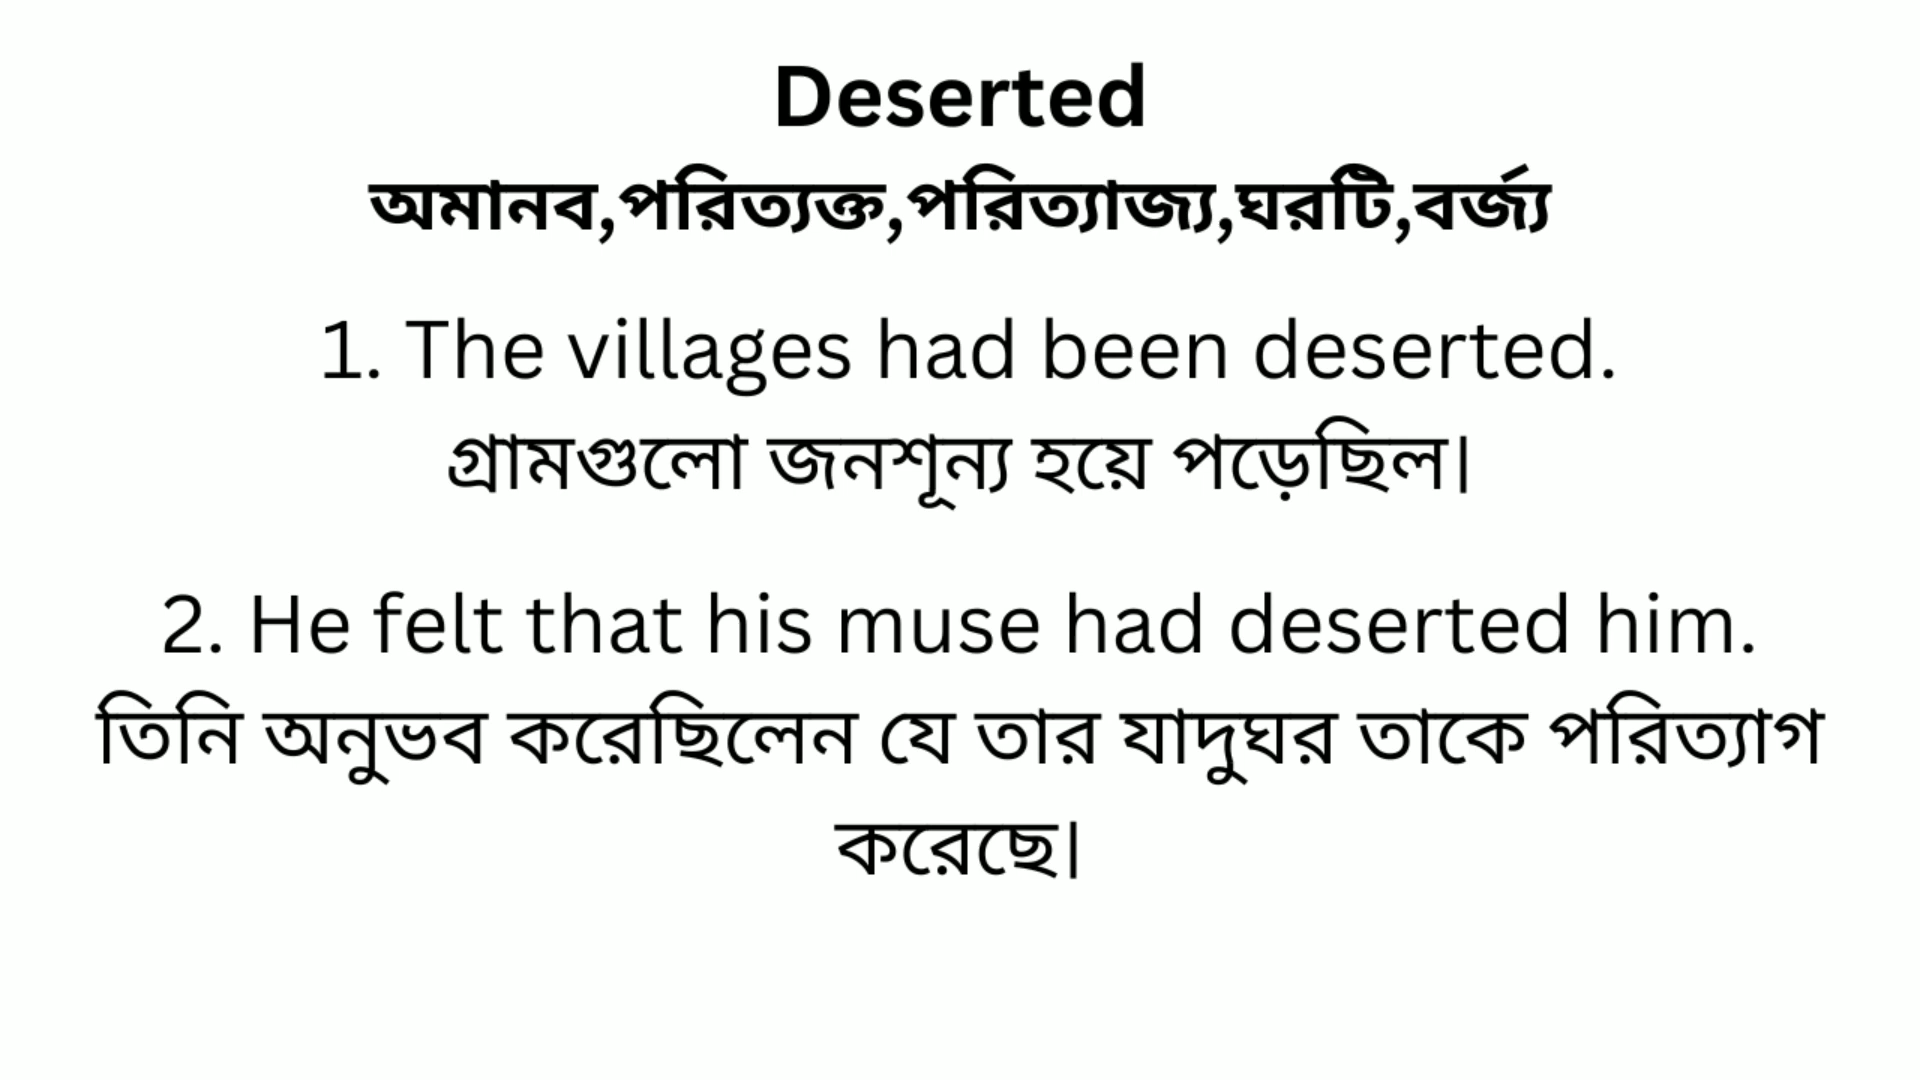 Deserted
অমানব,পরিত্যক্ত,পরিত্যাজ্য,ঘরটি,বর্জ্য
1. The villages had been deserted.
গ্রামগুলো জনশূন্য হয়ে পড়েছিল।
2. He felt that his muse had deserted him.
তিনি অনুভব করেছিলেন যে তার যাদুঘর তাকে পরিত্যাগ
করেছে।